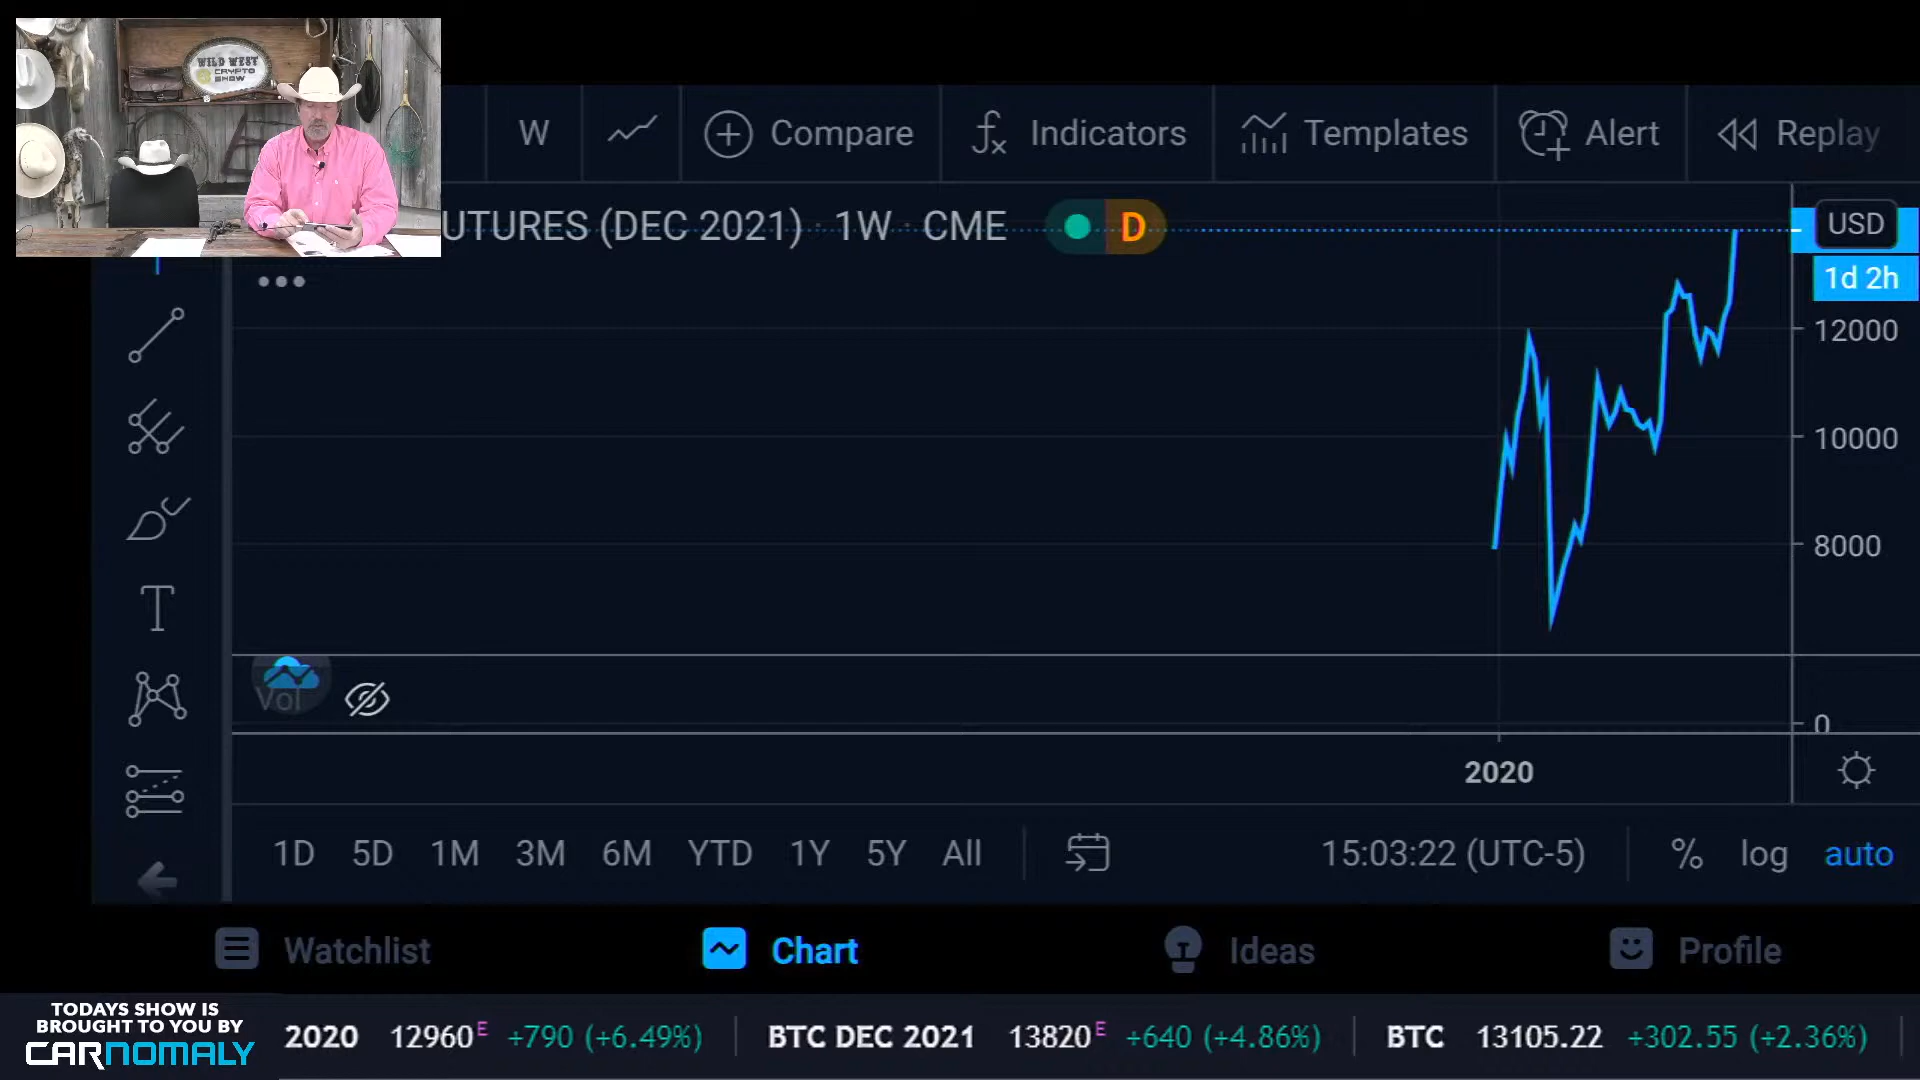 WILD WEST
CRYPTO
SHOW
W
Compare
Indicators
Templates
Alert
Replay
UTURES (DEC 2021) · 1W · CME
D
USD
1d 2h
12000
10000
8000
Vol
0
2020
1D 5D 1M 3M 6M YTD 1Y 5Y All
15:03:22 (UTC-5)
% log auto
Watchlist
Chart
Ideas
Profile
TODAYS SHOW IS
BROUGHT TO YOU BY
CARNOMALY
2020 12960 E +790 (+6.49%)
BTC DEC 2021 13820 E +640 (+4.86%)
BTC 13105.22 +302.55 (+2.36%)